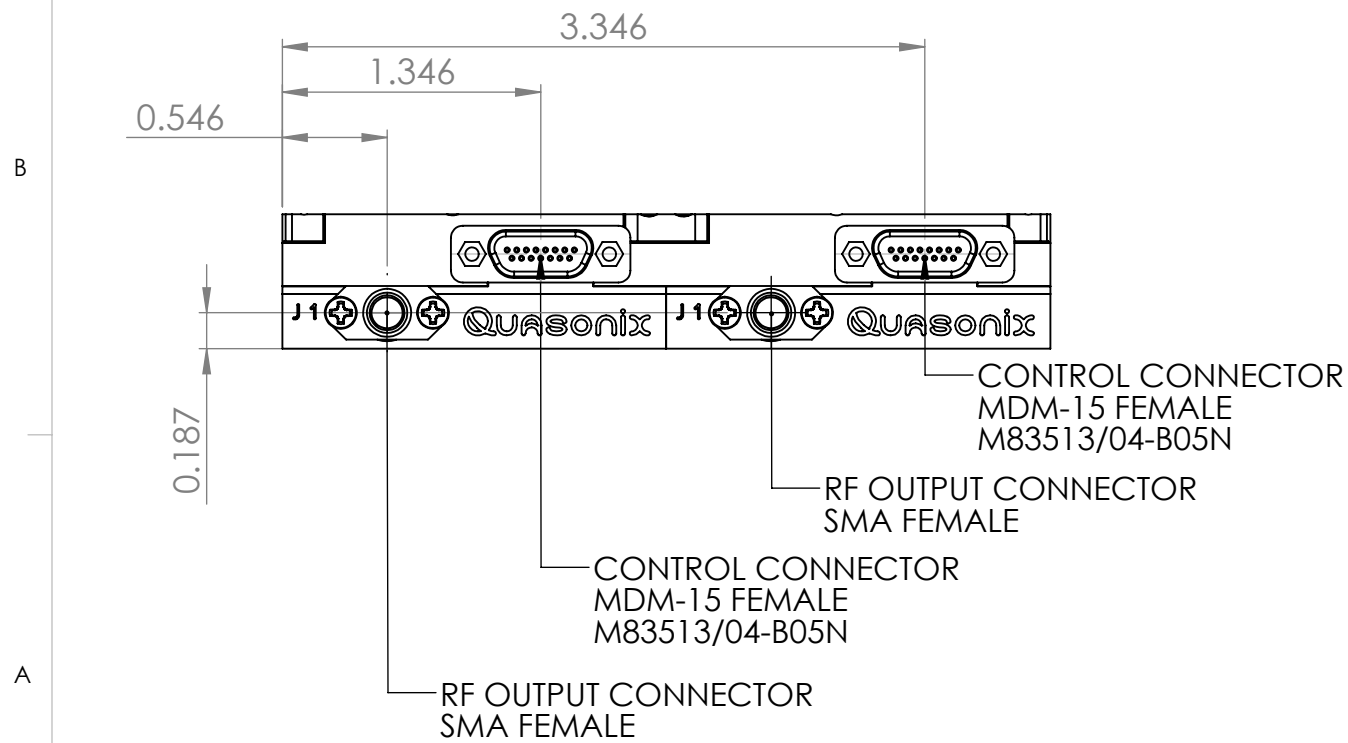 3.346
1.346
0.546
B
J1
QUASONIX
J1
QUASONIX
0.187
CONTROL CONNECTOR
MDM-15 FEMALE
M83513/04-B05N
RF OUTPUT CONNECTOR
SMA FEMALE
CONTROL CONNECTOR
MDM-15 FEMALE
M83513/04-B05N
A
RF OUTPUT CONNECTOR
SMA FEMALE